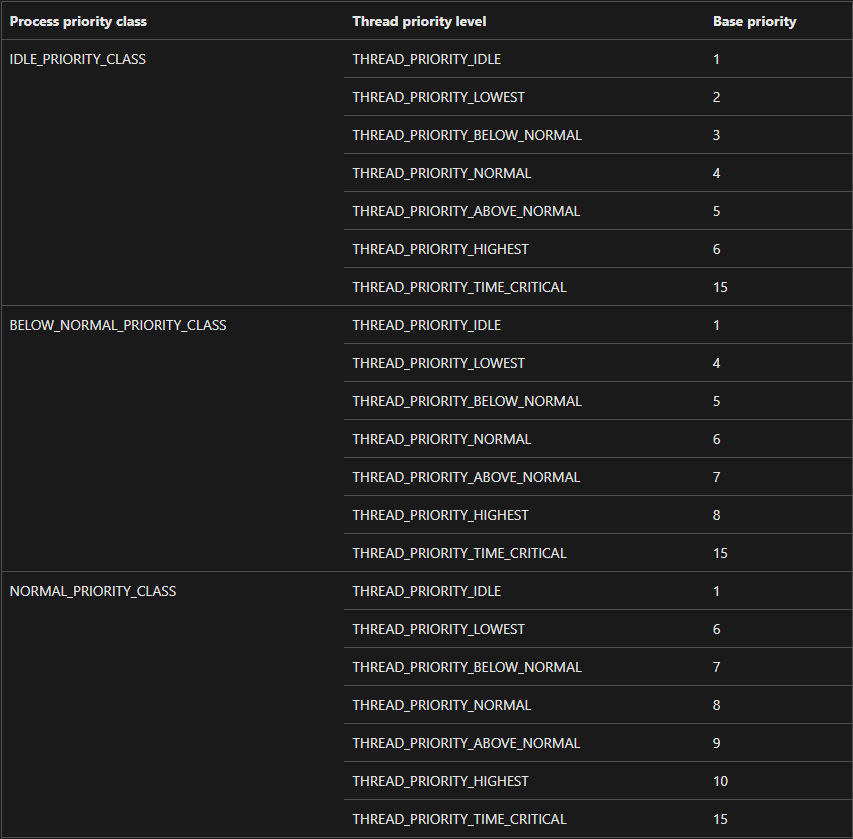 Process priority class Thread priority level Base priority
IDLE_PRIORITY_CLASS THREAD_PRIORITY_IDLE 1
THREAD_PRIORITY_LOWEST 2
THREAD_PRIORITY_BELOW_NORMAL 3
THREAD_PRIORITY_NORMAL 4
THREAD_PRIORITY_ABOVE_NORMAL 5
THREAD_PRIORITY_HIGHEST 6
THREAD_PRIORITY_TIME_CRITICAL 15
BELOW_NORMAL_PRIORITY_CLASS THREAD_PRIORITY_IDLE 1
THREAD_PRIORITY_LOWEST 4
THREAD_PRIORITY_BELOW_NORMAL 5
THREAD_PRIORITY_NORMAL 6
THREAD_PRIORITY_ABOVE_NORMAL 7
THREAD_PRIORITY_HIGHEST 8
THREAD_PRIORITY_TIME_CRITICAL 15
NORMAL_PRIORITY_CLASS THREAD_PRIORITY_IDLE 1
THREAD_PRIORITY_LOWEST 6
THREAD_PRIORITY_BELOW_NORMAL 7
THREAD_PRIORITY_NORMAL 8
THREAD_PRIORITY_ABOVE_NORMAL 9
THREAD_PRIORITY_HIGHEST 10
THREAD_PRIORITY_TIME_CRITICAL 15